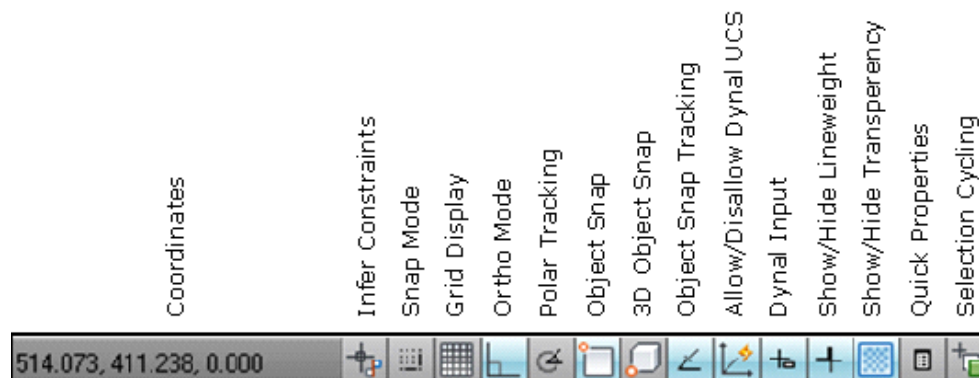 Coordinates
Infer Constraints
Snap Mode
Grid Display
Ortho Mode
Polar Tracking
Object Snap
3D Object Snap
Object Snap Tracking
Allow/Disallow Dynal UCS
Dynal Input
Show/Hide Lineweight
Show/Hide Transperency
Quick Properties
Selection Cycling
514.073, 411.238, 0.000